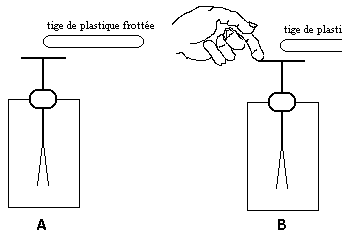 tige de plastique frottée
tige de plasti
A
B